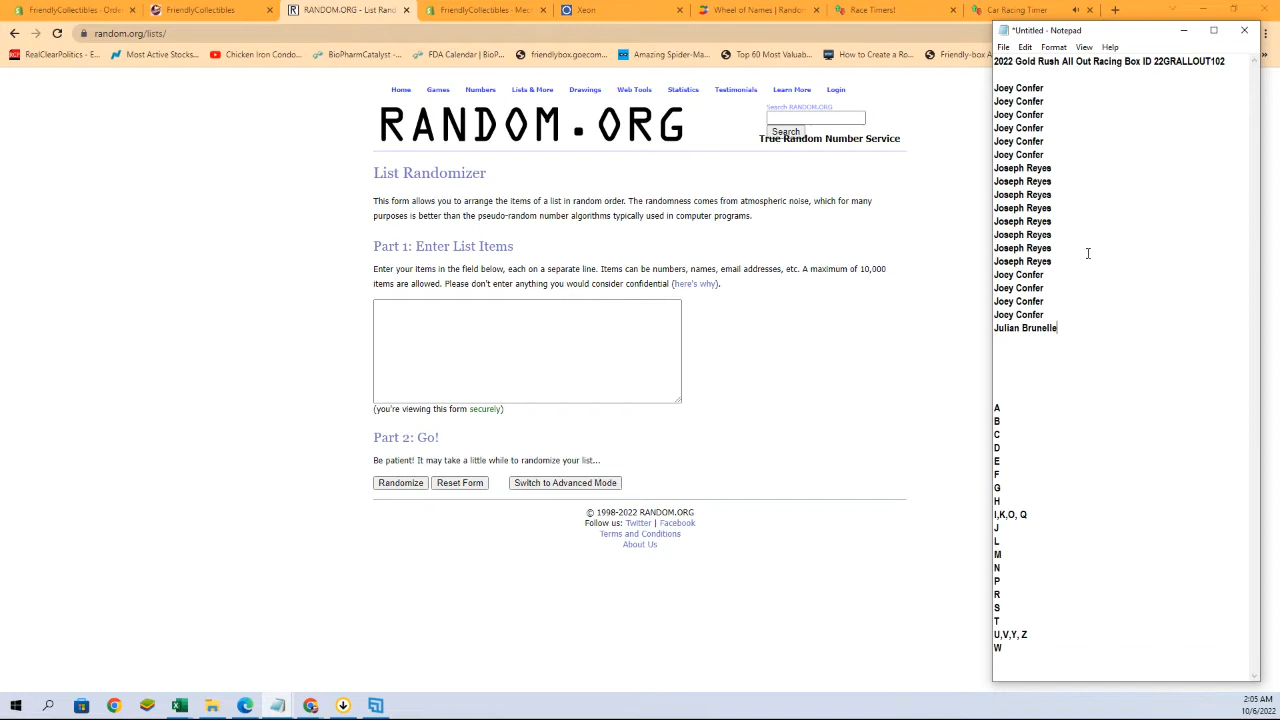 FriendlyCollectibles - Orde
FriendlyCollectibles
RANDOM.ORG - List Rand
FriendlyCollectibles - Mec
Xeon
Wheel of Names | Random
Race Timerst
Car Racing Timer
random.org/lists/
RealClearPolitics - E...
Most Active Stocks...
Chicken Iron Condo...
BioPharmCatalyst -...
FDA Calendar | BioP...
friendlybox.goecom...
Amazing Spider-Ma...
Top 60 Most Valuab...
How to Create a Ro...
Friendly-box a
Home
Games
Numbers
Lists & More
Drawings
Web Tools
Statistics
Testimonials
Learn More
Login
RANDOM.ORG
Search RANDOM.ORG
Search
True Random Number Service
List Randomizer
This form allows you to arrange the items of a list in random order. The randomness comes from atmospheric noise, which for many
purposes is better than the pseudo-random number algorithms typically used in computer programs.
Part 1: Enter List Items
Enter your items in the field below, each on a separate line. Items can be numbers, names, email addresses, etc. A maximum of 10,000
items are allowed. Please don't enter anything you would consider confidential (here's why).
(you're viewing this form securely)
Part 2: Go!
Be patient! It may take a little while to randomize your list...
Randomize
Reset Form
Switch to Advanced Mode
© 1998-2022 RANDOM.ORG
Follow us: Twitter | Facebook
Terms and Conditions
About Us
*Untitled - Notepad
File
Edit
Format
View
Help
2022 Gold Rush All Out Racing Box ID 22GRALLOUT102
Joey Confer
Joey Confer
Joey Confer
Joey Confer
Joey Confer
Joey Confer
Joseph Reyes
Joseph Reyes
Joseph Reyes
Joseph Reyes
Joseph Reyes
Joseph Reyes
Joseph Reyes
Joseph Reyes
Joey Confer
Joey Confer
Joey Confer
Joey Confer
Julian Brunelle
A
B
C
D
E
F
G
H
I,K,O, Q
J
L
M
N
P
R
S
T
U,V,Y, Z
W
2:05 AM
10/6/2022